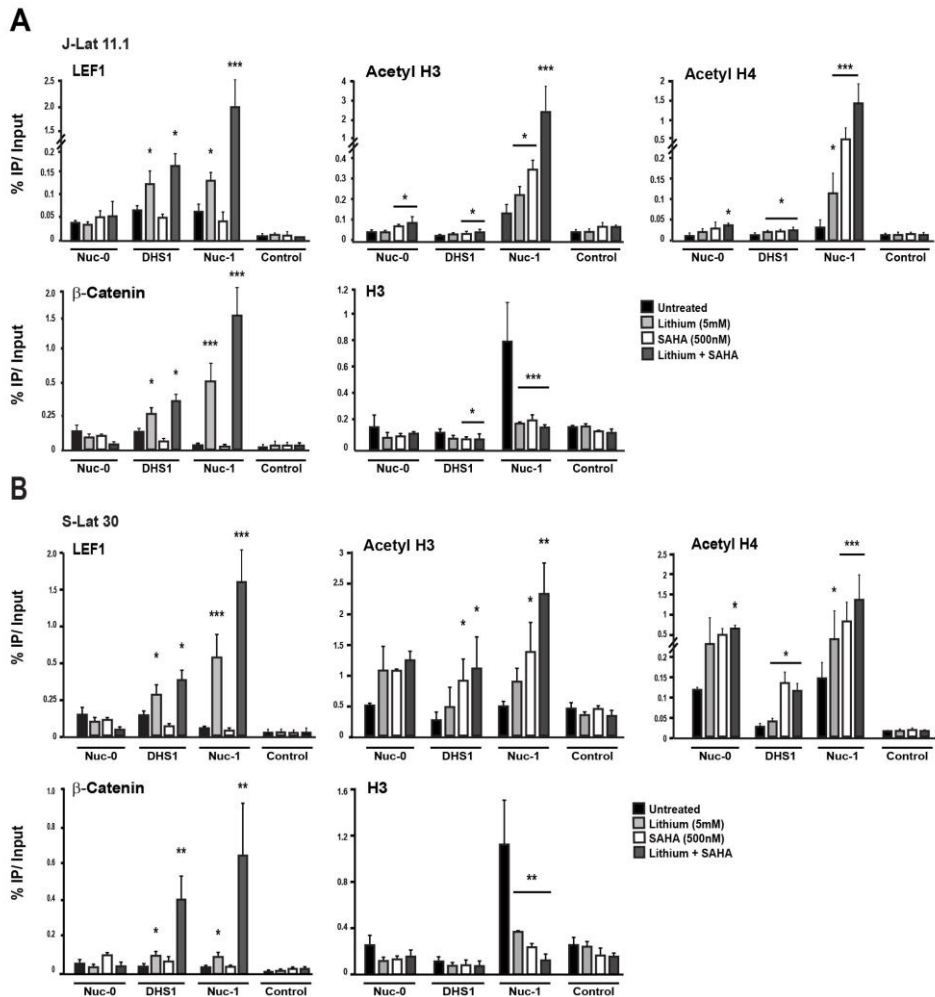 A
J-Lat 11.1
LEF1
% IP/ Input
2.5
2.0
1.5
0.2
0.15
0.1
0.05
0
* * * ***
Nuc-0 DHS1 Nuc-1 Control
Acetyl H3
4
3
2
1
0.4
0.3
0.2
0.1
0
* * * ***
Nuc-0 DHS1 Nuc-1 Control
Acetyl H4
2.0
1.5
0.5
0.2
0.15
0.1
0.05
0
* * * ***
Nuc-0 DHS1 Nuc-1 Control
β-Catenin
% IP/ Input
2.0
1.5
0.5
0.25
0
* * *** ***
Nuc-0 DHS1 Nuc-1 Control
H3
1.2
1.0
0.8
0.6
0.4
0.2
0
* ***
Nuc-0 DHS1 Nuc-1 Control
Untreated
Lithium (5mM)
SAHA (500nM)
Lithium + SAHA
B
S-Lat 30
LEF1
% IP/ Input
2.0
1.5
1.0
0.5
0.25
0
* * *** ***
Nuc-0 DHS1 Nuc-1 Control
Acetyl H3
3
2.5
2
1.5
1
0.5
0
* * * **
Nuc-0 DHS1 Nuc-1 Control
Acetyl H4
2.0
1.5
1.0
0.5
0.2
0.15
0.1
0.05
0
* * * ***
Nuc-0 DHS1 Nuc-1 Control
β-Catenin
% IP/ Input
1.0
0.8
0.6
0.4
0.2
0
* ** * **
Nuc-0 DHS1 Nuc-1 Control
H3
1.6
1.2
0.8
0.4
0
**
Nuc-0 DHS1 Nuc-1 Control
Untreated
Lithium (5mM)
SAHA (500nM)
Lithium + SAHA